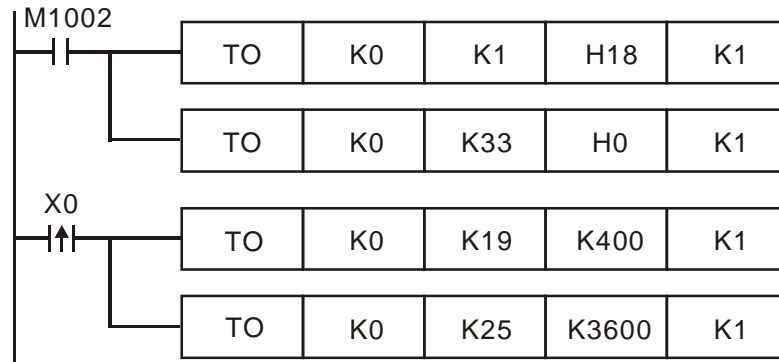 M1002
TO K0 K1 H18 K1
TO K0 K33 H0 K1
X0
TO K0 K19 K400 K1
TO K0 K25 K3600 K1